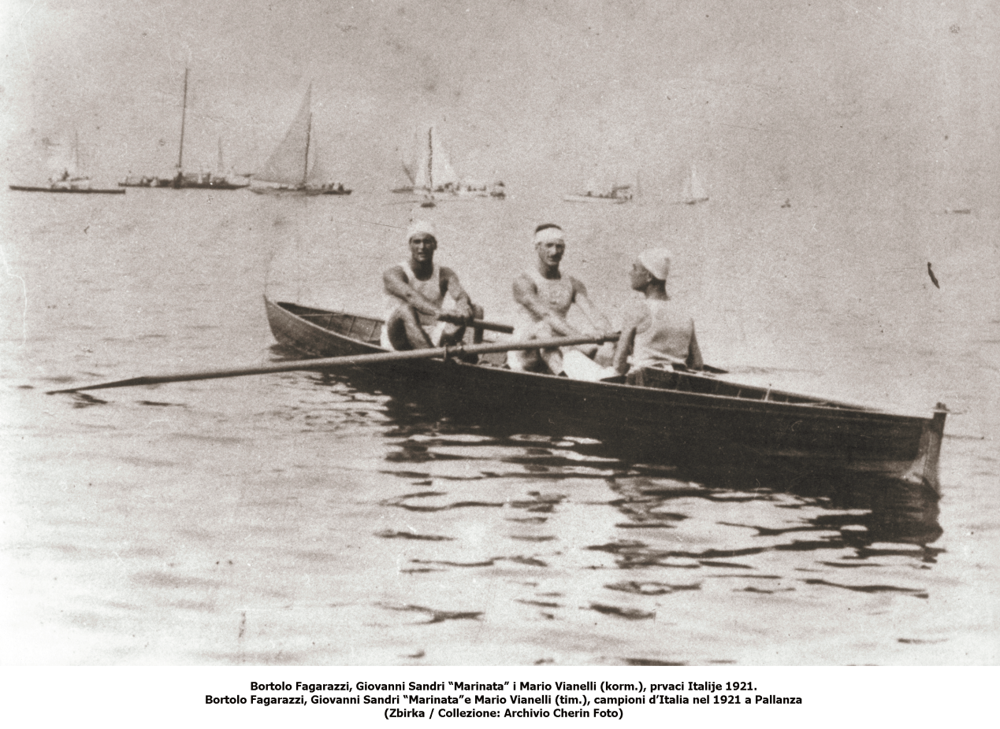 Bortolo Fagarazzi, Giovanni Sandri “Marinata” i Mario Vianelli (korm.), prvaci Italije 1921.
Bortolo Fagarazzi, Giovanni Sandri “Marinata”e Mario Vianelli (tim.), campioni d’Italia nel 1921 a Pallanza
(Zbirka / Collezione: Archivio Cherin Foto)